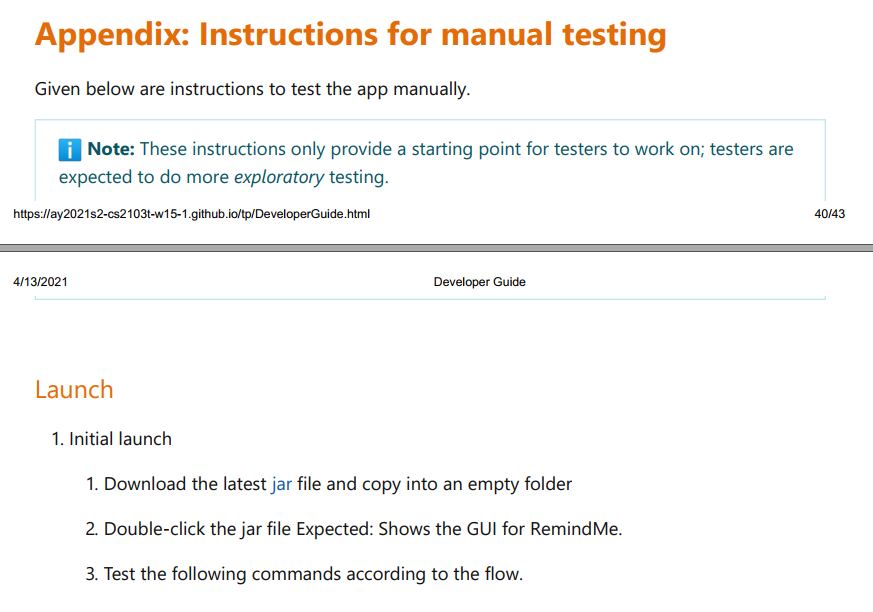 Appendix: Instructions for manual testing
Given below are instructions to test the app manually.
Note: These instructions only provide a starting point for testers to work on; testers are
expected to do more exploratory testing.
https://ay2021s2-cs2103t-w15-1.github.io/tp/DeveloperGuide.html 40/43
4/13/2021 Developer Guide
Launch
1. Initial launch
1. Download the latest jar file and copy into an empty folder
2. Double-click the jar file Expected: Shows the GUI for RemindMe.
3. Test the following commands according to the flow.